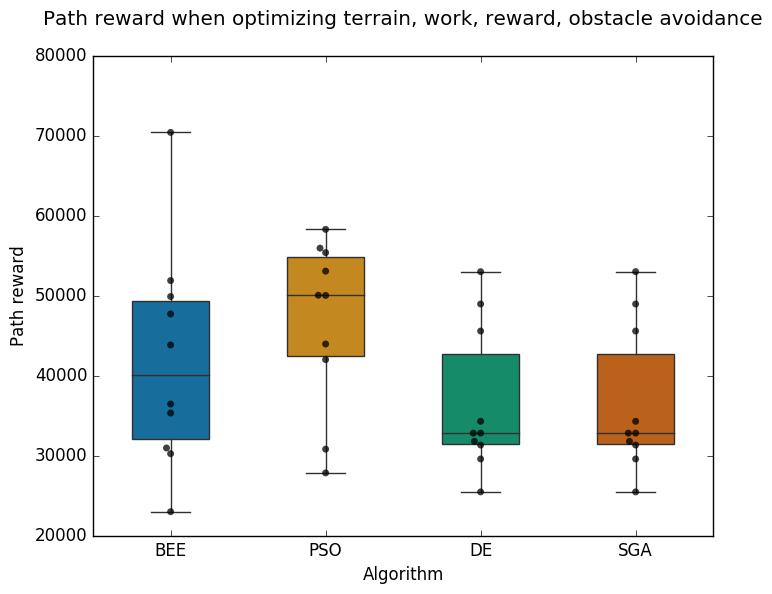 Path reward when optimizing terrain, work, reward, obstacle avoidance
80000
70000
60000
50000
40000
30000
20000
Path reward
BEE PSO DE SGA
Algorithm